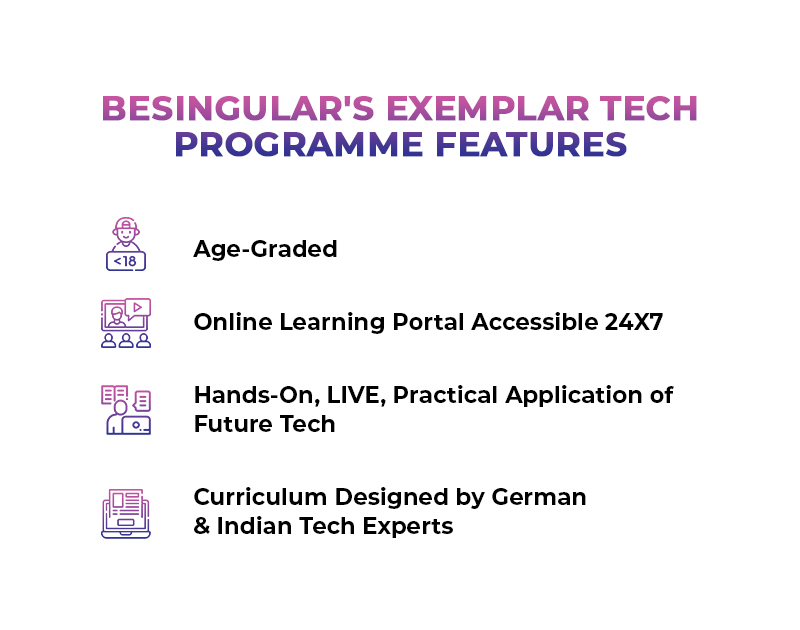 BESINGULAR'S EXEMPLAR TECH
PROGRAMME FEATURES
<18
Age-Graded
Online Learning Portal Accessible 24X7
Hands-On, LIVE, Practical Application of
Future Tech
Curriculum Designed by German
& Indian Tech Experts